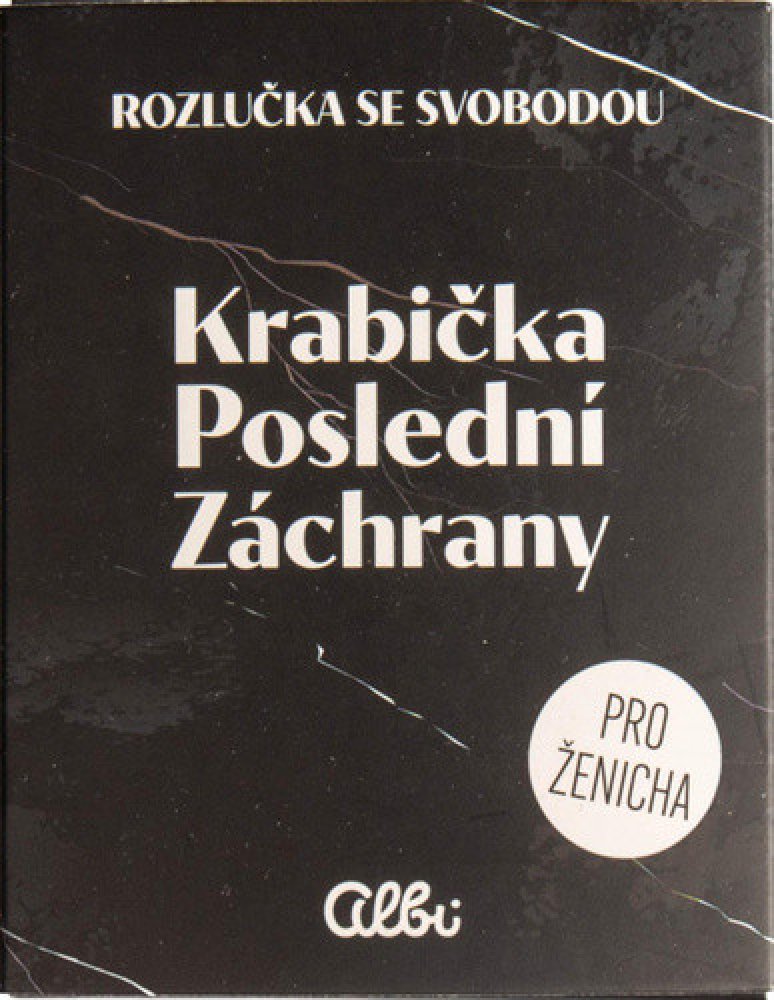 ROZLUČKA SE SVOBODOU
Krabička
Poslední
Záchrany
PRO
ŽENICHA
albi